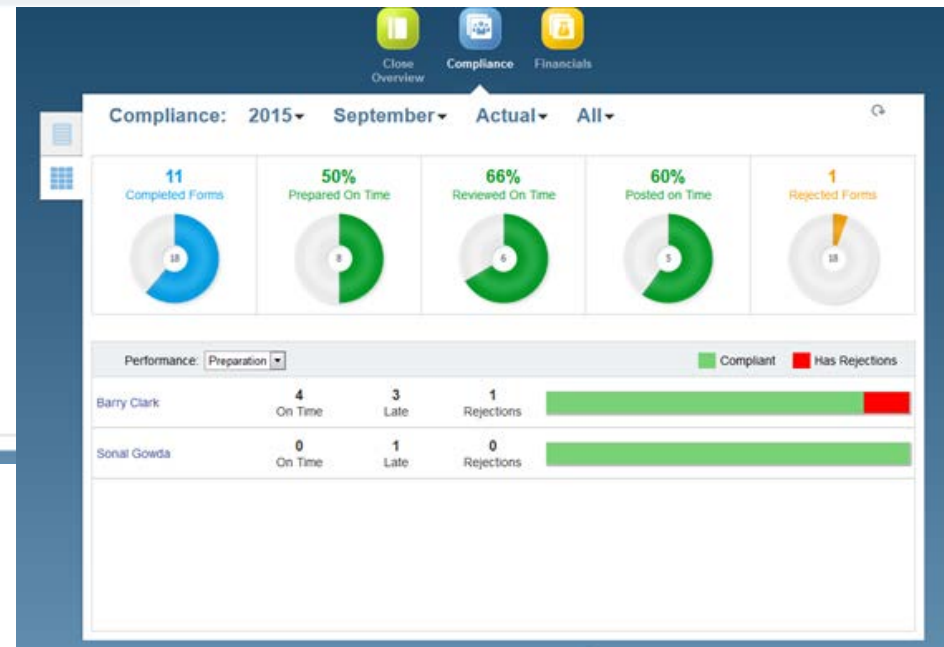 Close Overview
Compliance
Financials
Compliance: 2015 September Actual All
11
Completed Forms
18
50%
Prepared On Time
8
66%
Reviewed On Time
6
60%
Posted on Time
5
1
Rejected Forms
18
Performance: Preparation
Compliant
Has Rejections
Barry Clark
4
On Time
3
Late
1
Rejections
Sonal Gowda
0
On Time
1
Late
0
Rejections